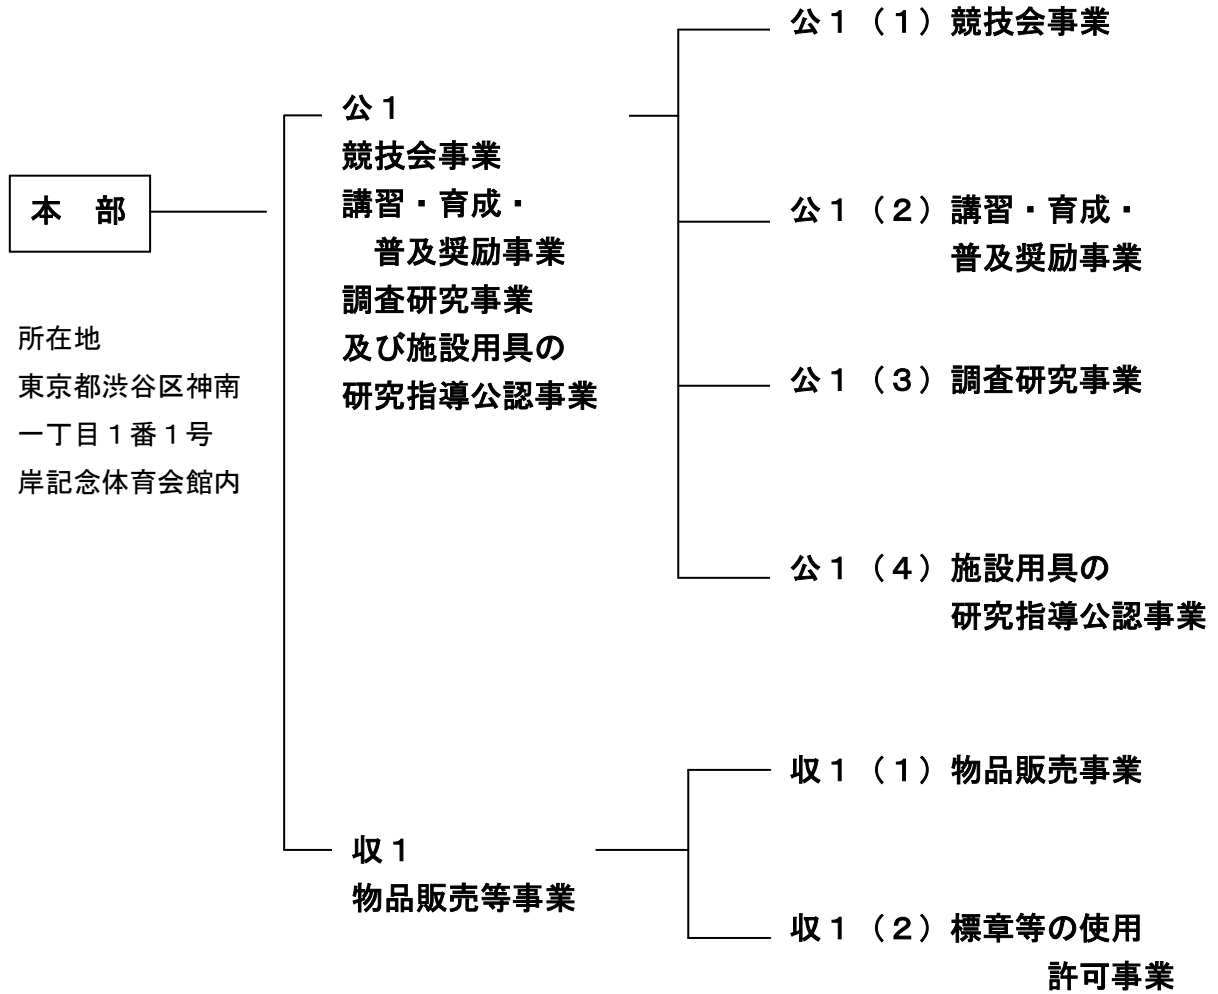 本　部
所在地
東京都渋谷区神南
一丁目１番１号
岸記念体育会館内
公１
競技会事業
講習・育成・
普及奨励事業
調査研究事業
及び施設用具の
研究指導公認事業
公１（１）競技会事業
公１（２）講習・育成・
普及奨励事業
公１（３）調査研究事業
公１（４）施設用具の
研究指導公認事業
収１
物品販売等事業
収１（１）物品販売事業
収１（２）標章等の使用
許可事業